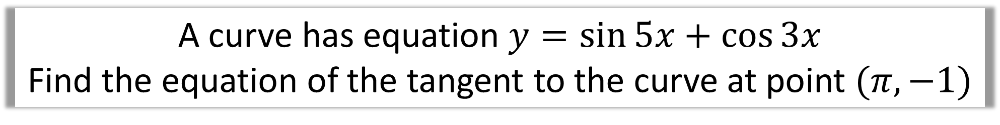 A curve has equation y = sin 5x + cos 3x
Find the equation of the tangent to the curve at point (π, −1)